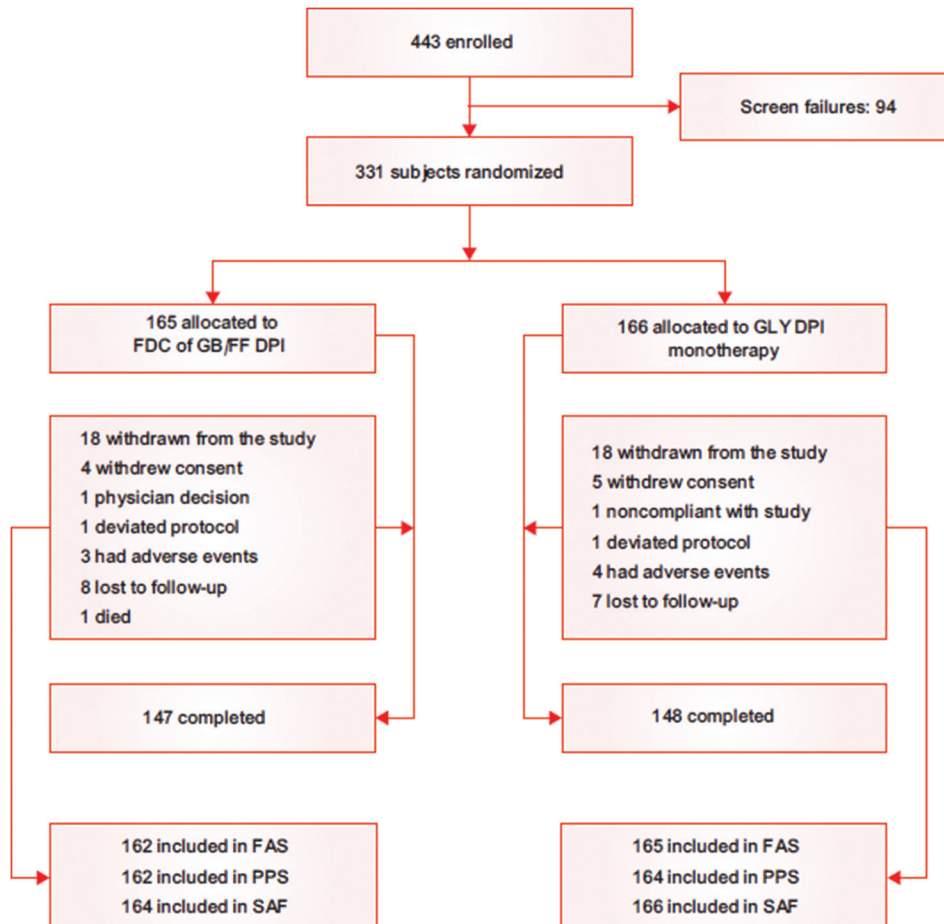 443 enrolled
Screen failures: 94
331 subjects randomized
165 allocated to
FDC of GB/FF DPI
166 allocated to GLY DPI
monotherapy
18 withdrawn from the study
4 withdrew consent
1 physician decision
1 deviated protocol
3 had adverse events
8 lost to follow-up
1 died
18 withdrawn from the study
5 withdrew consent
1 noncompliant with study
1 deviated protocol
4 had adverse events
7 lost to follow-up
147 completed
148 completed
162 included in FAS
162 included in PPS
164 included in SAF
165 included in FAS
164 included in PPS
166 included in SAF